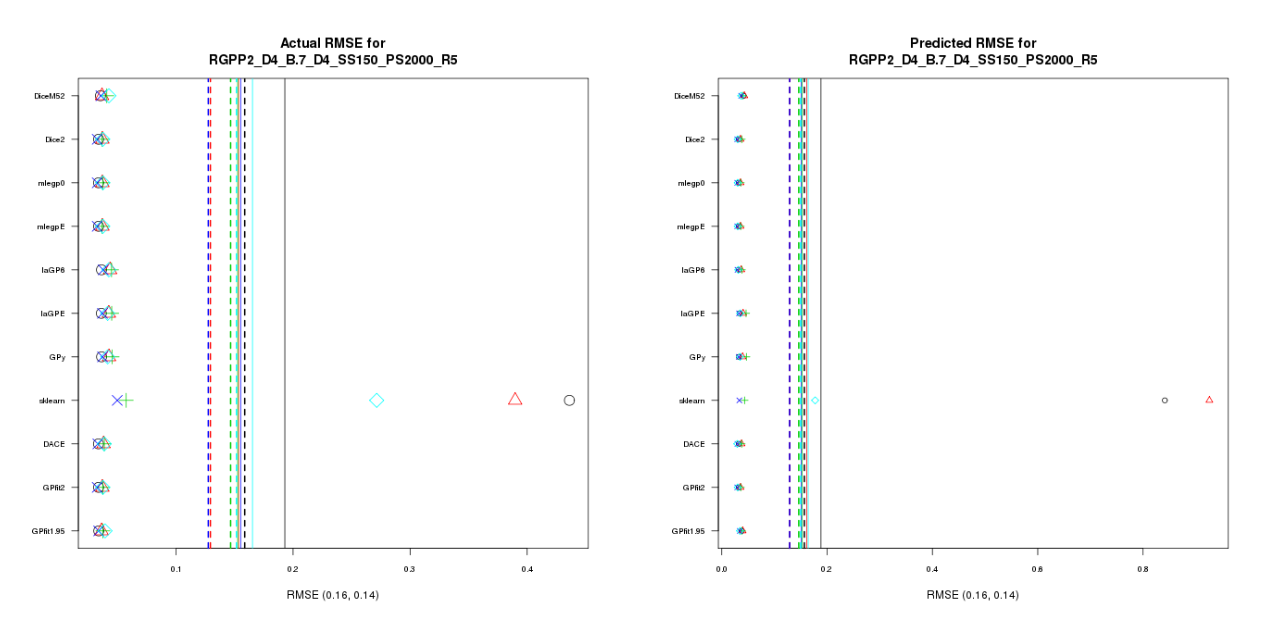 Actual RMSE for
RGPP2_D4_B.7_D4_SS150_PS2000_R5
DiceM52
Dice2
mlegp0
mlegpE
laGP6
laGPE
GPy
sklearn
DACE
GPfit2
GPfit1.95
0.1 0.2 0.3 0.4
RMSE (0.16, 0.14)
Predicted RMSE for
RGPP2_D4_B.7_D4_SS150_PS2000_R5
DiceM52
Dice2
mlegp0
mlegpE
laGP6
laGPE
GPy
sklearn
DACE
GPfit2
GPfit1.95
0.0 0.2 0.4 0.6 0.8
RMSE (0.16, 0.14)